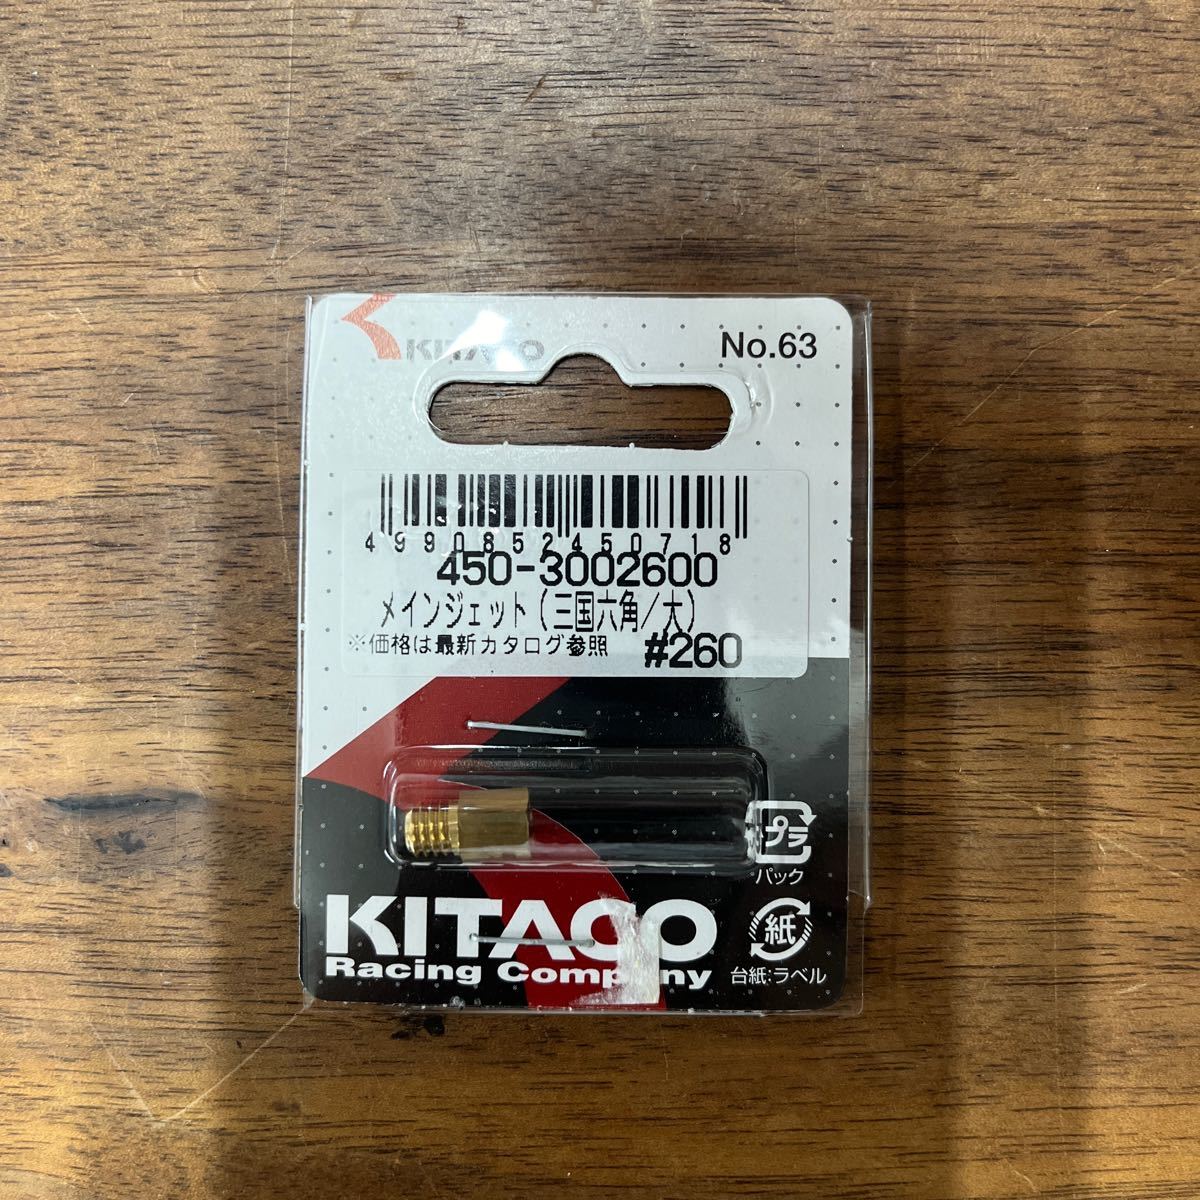 KITACO
No.63
4990852450718
450-3002600
メインジェット(三国六角/大)
※価格は最新カタログ参照
#260
プラ
パック
KITACO
Racing Company
紙
台紙:ラベル